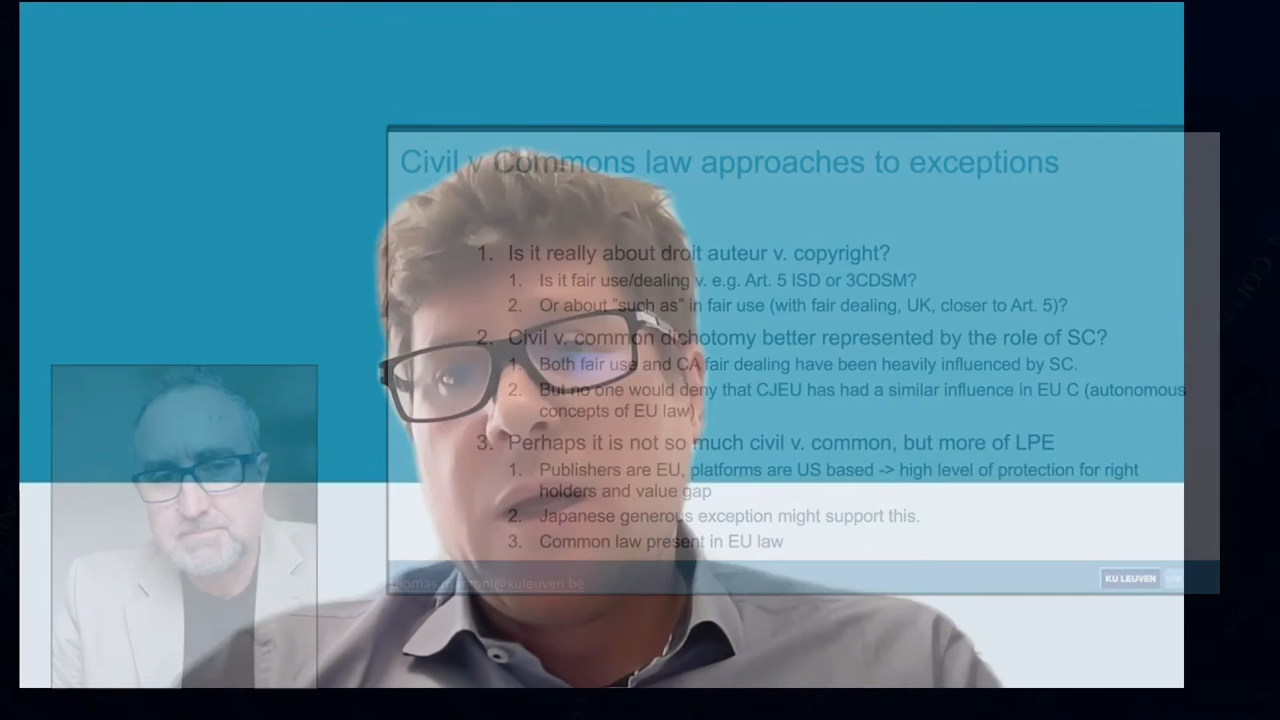 Civil v Commons law approaches to exceptions
1. Is it really about droit auteur v. copyright?
1. Is it fair use/dealing v. e.g. Art. 5 ISD or 3CDSM?
2. Or about "such as" in fair use (with fair dealing, UK, closer to Art. 5)?
2. Civil v. common dichotomy better represented by the role of SC?
1. Both fair use and CA fair dealing have been heavily influenced by SC.
2. But no one would deny that CJEU has had a similar influence in EU C (autonomous
concepts of EU law)
3. Perhaps it is not so much civil v. common, but more of LPE
1. Publishers are EU, platforms are US based -> high level of protection for right
holders and value gap
2. Japanese generous exception might support this.
3. Common law present in EU law
KU LEUVEN